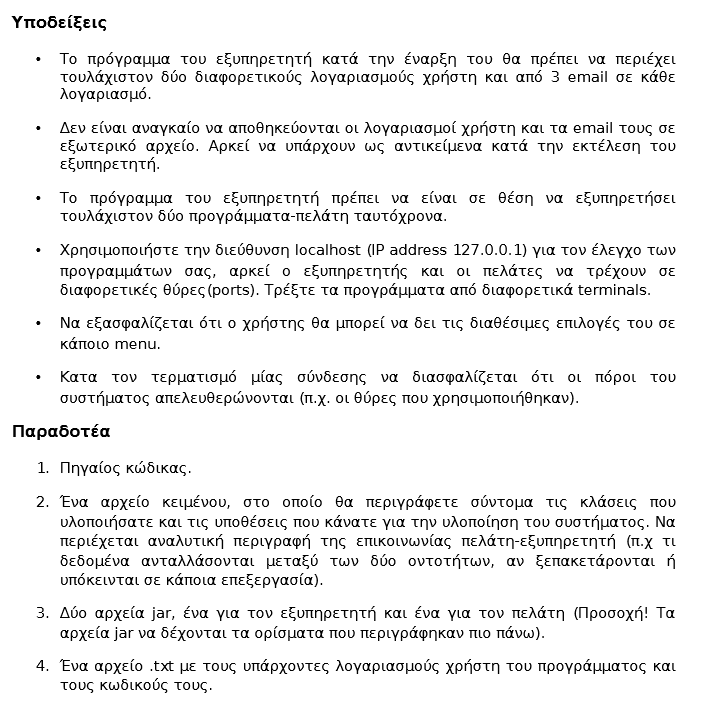 Υποδείξεις
• Το πρόγραμμα του εξυπηρετητή κατά την έναρξη του θα πρέπει να περιέχει
τουλάχιστον δύο διαφορετικούς λογαριασμούς χρήστη και από 3 email σε κάθε
λογαριασμό.
• Δεν είναι αναγκαίο να αποθηκεύονται οι λογαριασμοί χρήστη και τα email τους σε
εξωτερικό αρχείο. Αρκεί να υπάρχουν ως αντικείμενα κατά την εκτέλεση του
εξυπηρετητή.
• Το πρόγραμμα του εξυπηρετητή πρέπει να είναι σε θέση να εξυπηρετήσει
τουλάχιστον δύο προγράμματα-πελάτη ταυτόχρονα.
• Χρησιμοποιήστε την διεύθυνση localhost (IP address 127.0.0.1) για τον έλεγχο των
προγραμμάτων σας, αρκεί ο εξυπηρετητής και οι πελάτες να τρέχουν σε
διαφορετικές θύρες(ports). Τρέξτε τα προγράμματα από διαφορετικά terminals.
• Να εξασφαλίζεται ότι ο χρήστης θα μπορεί να δει τις διαθέσιμες επιλογές του σε
κάποιο menu.
• Κατα τον τερματισμό μίας σύνδεσης να διασφαλίζεται ότι οι πόροι του
συστήματος απελευθερώνονται (π.χ. οι θύρες που χρησιμοποιήθηκαν).
Παραδοτέα
1. Πηγαίος κώδικας.
2. Ένα αρχείο κειμένου, στο οποίο θα περιγράφετε σύντομα τις κλάσεις που
υλοποιήσατε και τις υποθέσεις που κάνατε για την υλοποίηση του συστήματος. Να
περιέχεται αναλυτική περιγραφή της επικοινωνίας πελάτη-εξυπηρετητή (π.χ τι
δεδομένα ανταλλάσονται μεταξύ των δύο οντοτήτων, αν ξεπακετάρονται ή
υπόκεινται σε κάποια επεξεργασία).
3. Δύο αρχεία jar, ένα για τον εξυπηρετητή και ένα για τον πελάτη (Προσοχή! Τα
αρχεία jar να δέχονται τα ορίσματα που περιγράφηκαν πιο πάνω).
4. Ένα αρχείο .txt με τους υπάρχοντες λογαριασμούς χρήστη του προγράμματος και
τους κωδικούς τους.